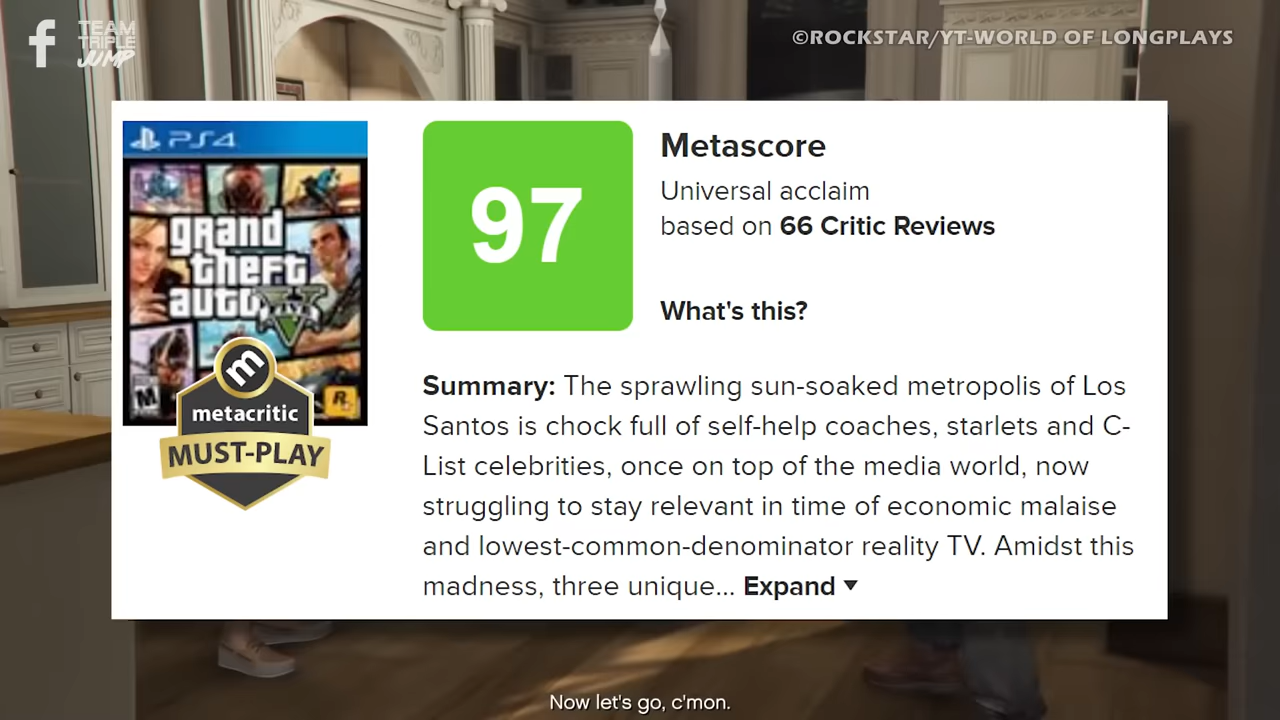 f TEAM
TRIPLE
JUMP
©ROCKSTAR/YT-WORLD OF LONGPLAYS
PS4
grand
theft
auto V
M
R
m
metacritic
MUST-PLAY
97
Metascore
Universal acclaim
based on 66 Critic Reviews
What's this?
Summary: The sprawling sun-soaked metropolis of Los
Santos is chock full of self-help coaches, starlets and C-
List celebrities, once on top of the media world, now
struggling to stay relevant in time of economic malaise
and lowest-common-denominator reality TV. Amidst this
madness, three unique... Expand
Now let's go, c'mon.